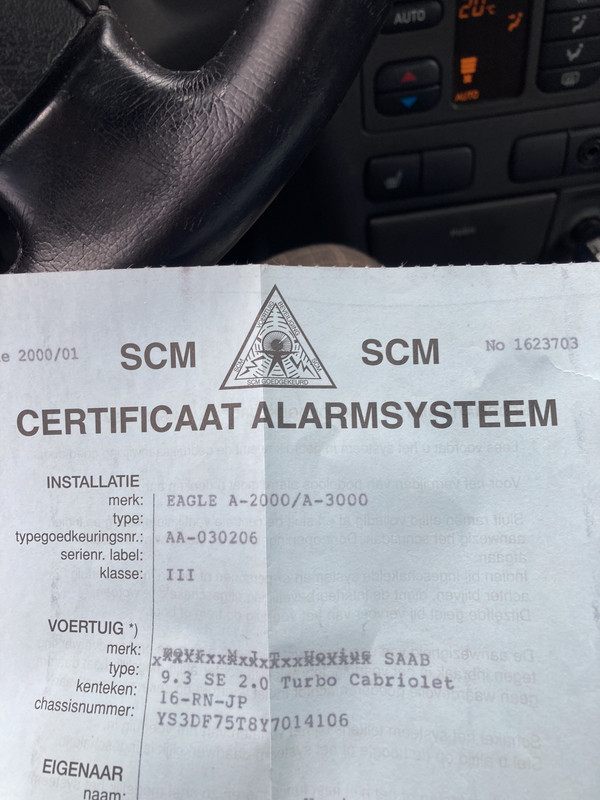 AUTO
20°C
AUTO
e 2000/01
SCM
SCM
No 1623703
SCM GOEDGEKEURD
CERTIFICAAT ALARMSYSTEEM
INSTALLATIE
merk: EAGLE A-2000/A-3000
type:
typegoedkeuringsnr.: AA-030206
serienr. label:
klasse: III
VOERTUIG *)
merk: SAAB
type: 9.3 SE 2.0 Turbo Cabriolet
kenteken: 16-RN-JP
chassisnummer: YS3DF75T8Y7014106
EIGENAAR
naam: